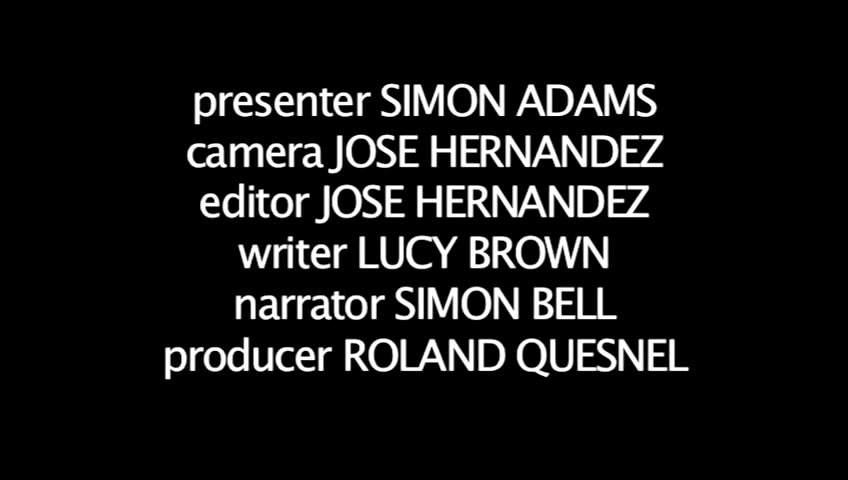 presenter SIMON ADAMS
camera JOSE HERNANDEZ
editor JOSE HERNANDEZ
writer LUCY BROWN
narrator SIMON BELL
producer ROLAND QUESNEL